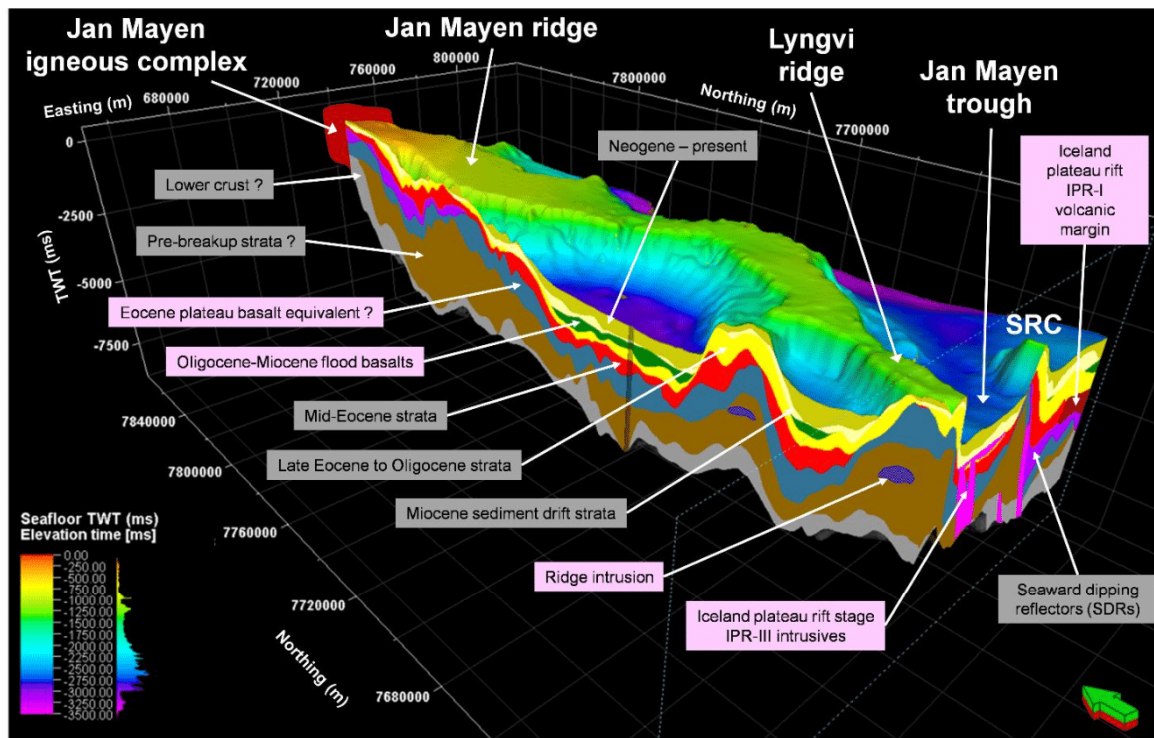 Jan Mayen
igneous complex
Jan Mayen ridge
Lyngvi
ridge
Jan Mayen
trough
Easting (m)
680000
720000
760000
800000
7800000
Northing (m)
7700000
0
-2500
-5000
-7500
TWT (ms)
Lower crust ?
Pre-breakup strata ?
Neogene – present
Iceland
plateau rift
IPR-I
volcanic
margin
SRC
Eocene plateau basalt equivalent ?
Oligocene-Miocene flood basalts
Mid-Eocene strata
Late Eocene to Oligocene strata
Miocene sediment drift strata
Ridge intrusion
Iceland plateau rift stage
IPR-III intrusives
Seaward dipping
reflectors (SDRs)
7840000
7800000
7760000
7720000
7680000
Northing (m)
Seafloor TWT (ms)
Elevation time [ms]
0.00
-250.00
-500.00
-750.00
-1000.00
-1250.00
-1500.00
-1750.00
-2000.00
-2250.00
-2500.00
-2750.00
-3000.00
-3250.00
-3500.00